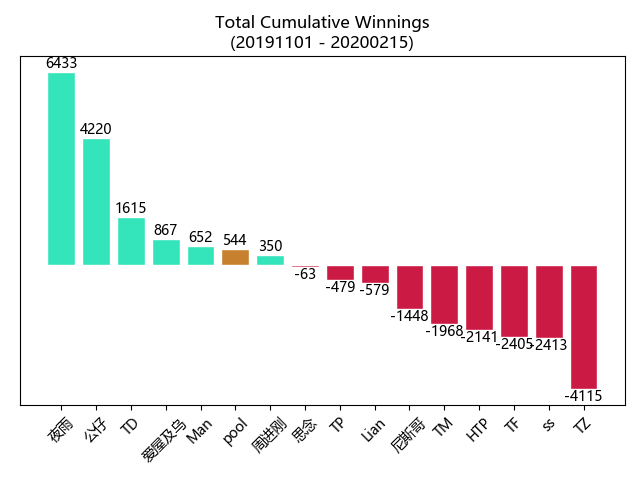 Total Cumulative Winnings
(20191101 - 20200215)
6433
4220
1615
867
652
544
350
-63
-479
-579
-1448
-1968
-2141
-2405
-2413
-4115
夜雨
公仔
TD
爱屋及乌
Man
pool
周进刚
思念
TP
Lian
尼斯哥
TM
HTP
TF
ss
TZ